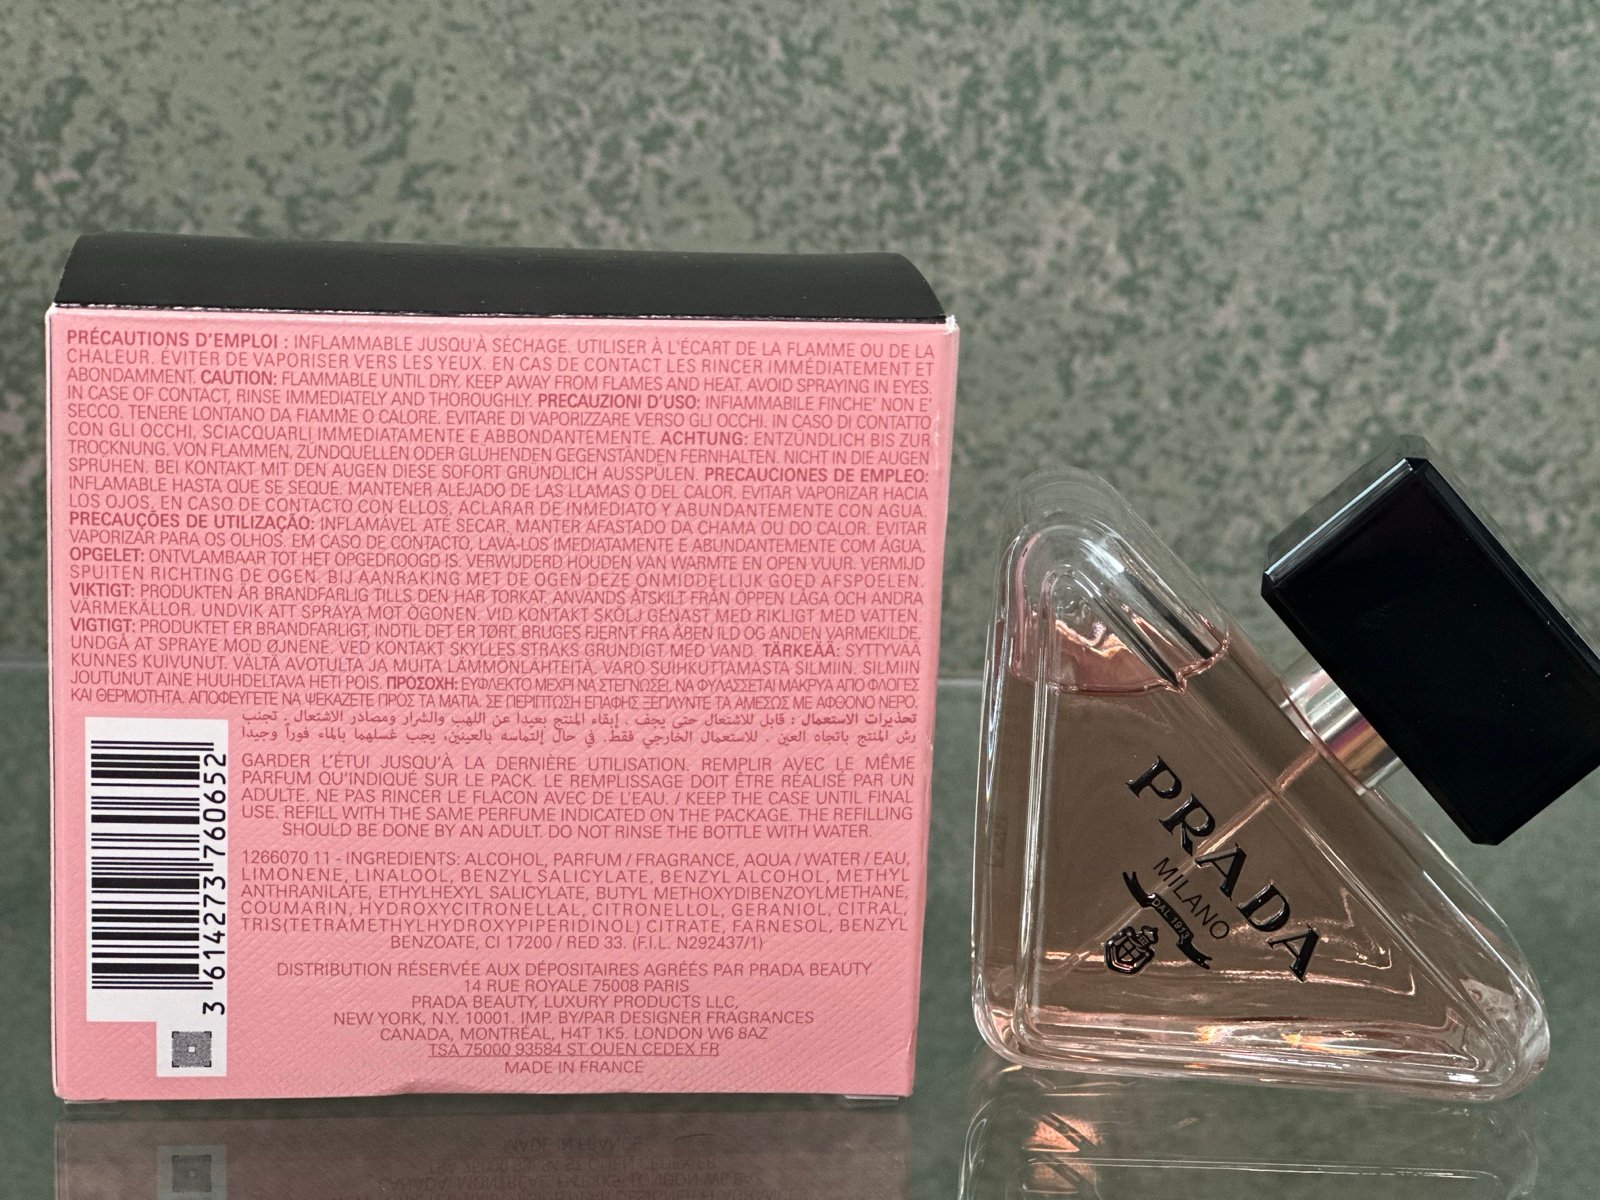 PRÉCAUTIONS D'EMPLOI : INFLAMMABLE JUSQU'À SÉCHAGE. UTILISER À L'ÉCART DE LA FLAMME OU DE LA
CHALEUR. ÉVITER DE VAPORISER VERS LES YEUX. EN CAS DE CONTACT LES RINCER IMMÉDIATEMENT ET
ABONDAMMENT. CAUTION: FLAMMABLE UNTIL DRY. KEEP AWAY FROM FLAMES AND HEAT. AVOID SPRAYING IN EYES.
IN CASE OF CONTACT, RINSE IMMEDIATELY AND THOROUGHLY. PRECAUZIONI D'USO: INFIAMMABILE FINCHE' NON E'
SECCO. TENERE LONTANO DA FIAMME O CALORE. EVITARE DI VAPORIZZARE VERSO GLI OCCHI. IN CASO DI CONTATTO
CON GLI OCCHI, SCIACQUARLI IMMEDIATAMENTE E ABBONDANTEMENTE. ACHTUNG: ENTZÜNDLICH BIS ZUR
TROCKNUNG. VON FLAMMEN, ZÜNDQUELLEN ODER GLÜHENDEN GEGENSTÄNDEN FERNHALTEN. NICHT IN DIE AUGEN
SPRÜHEN. BEI KONTAKT MIT DEN AUGEN DIESE SOFORT GRÜNDLICH AUSSPÜLEN. PRECAUCIONES DE EMPLEO:
INFLAMABLE HASTA QUE SE SEQUE. MANTENER ALEJADO DE LAS LLAMAS O DEL CALOR. EVITAR VAPORIZAR HACIA
LOS OJOS. EN CASO DE CONTACTO CON ELLOS, ACLARAR DE INMEDIATO Y ABUNDANTEMENTE CON AGUA.
PRECAUÇÕES DE UTILIZAÇÃO: INFLAMÁVEL ATÉ SECAR. MANTER AFASTADO DA CHAMA OU DO CALOR. EVITAR
VAPORIZAR PARA OS OLHOS. EM CASO DE CONTACTO, LAVÁ-LOS IMEDIATAMENTE E ABUNDANTEMENTE COM ÁGUA.
OPGELET: ONTVLAMBAAR TOT HET OPGEDROOGD IS. VERWIJDERD HOUDEN VAN WARMTE EN OPEN VUUR. VERMIJD
SPUITEN RICHTING DE OGEN. BIJ AANRAKING MET DE OGEN DEZE ONMIDDELLIJK GOED AFSPOELEN.
VIKTIGT: PRODUKTEN ÄR BRANDFARLIG TILLS DEN HAR TORKAT. ANVÄNDS ÅTSKILT FRÅN ÖPPEN LÅGA OCH ANDRA
VÄRMEKÄLLOR. UNDVIK ATT SPRAYA MOT ÖGONEN. VID KONTAKT SKÖLJ GENAST MED RIKLIGT MED VATTEN.
VIGTIGT: PRODUKTET ER BRANDFARLIGT, INDTIL DET ER TØRT. BRUGES FJERNT FRA ÅBEN ILD OG ANDEN VARMEKILDE.
UNDGÅ AT SPRAYE MOD ØJNENE. VED KONTAKT SKYLLES STRAKS GRUNDIGT MED VAND. TÄRKEÄÄ: SYTTYVÄÄ
KUNNES KUIVUNUT. VÄLTÄ AVOTULTA JA MUITA LÄMMÖNLÄHTEITÄ, VARO SUIHKUTTAMASTA SILMIIN. SILMIIN
JOUTUNUT AINE HUUHDELTAVA HETI POIS. ΠΡΟΣΟΧΗ: ΕΥΦΛΕΚΤΟ ΜΕΧΡΙ ΝΑ ΣΤΕΓΝΩΣΕΙ, ΝΑ ΦΥΛΑΣΣΕΤΑΙ ΜΑΚΡΥΑ ΑΠΟ ΦΛΟΓΕΣ
ΚΑΙ ΘΕΡΜΟΤΗΤΑ. ΑΠΟΦΕΥΓΕΤΕ ΝΑ ΨΕΚΑΖΕΤΕ ΠΡΟΣ ΤΑ ΜΑΤΙΑ. ΣΕ ΠΕΡΙΠΤΩΣΗ ΕΠΑΦΗΣ ΞΕΠΛΥΝΤΕ ΤΑ ΑΜΕΣΩΣ ΜΕ ΑΦΘΟΝΟ ΝΕΡΟ.
تحذيرات الاستعمال : قابل للاشتعال حتى يجف . إبقاء المنتج بعيدا عن اللهب والشرار ومصادر الاشتعال . تجنب
رش المنتج باتجاه العين . للاستعمال الخارجي فقط. في حال إلتماسه بالعينين، يجب غسلهما بالماء فوراً وجيدا
GARDER L'ÉTUI JUSQU'À LA DERNIÈRE UTILISATION. REMPLIR AVEC LE MÊME
PARFUM QU'INDIQUÉ SUR LE PACK. LE REMPLISSAGE DOIT ÊTRE RÉALISÉ PAR UN
ADULTE. NE PAS RINCER LE FLACON AVEC DE L'EAU. / KEEP THE CASE UNTIL FINAL
USE. REFILL WITH THE SAME PERFUME INDICATED ON THE PACKAGE. THE REFILLING
SHOULD BE DONE BY AN ADULT. DO NOT RINSE THE BOTTLE WITH WATER.
1266070 11 - INGREDIENTS: ALCOHOL, PARFUM / FRAGRANCE, AQUA / WATER / EAU,
LIMONENE, LINALOOL, BENZYL SALICYLATE, BENZYL ALCOHOL, METHYL
ANTHRANILATE, ETHYLHEXYL SALICYLATE, BUTYL METHOXYDIBENZOYLMETHANE,
COUMARIN, HYDROXYCITRONELLAL, CITRONELLOL, GERANIOL, CITRAL,
TRIS(TETRAMETHYLHYDROXYPIPERIDINOL) CITRATE, FARNESOL, BENZYL
BENZOATE, CI 17200 / RED 33. (F.I.L. N292437/1)
DISTRIBUTION RÉSERVÉE AUX DÉPOSITAIRES AGRÉÉS PAR PRADA BEAUTY
14 RUE ROYALE 75008 PARIS
PRADA BEAUTY, LUXURY PRODUCTS LLC,
NEW YORK, N.Y. 10001. IMP. BY/PAR DESIGNER FRAGRANCES
CANADA, MONTRÉAL, H4T 1K5. LONDON W6 8AZ
TSA 75000 93584 ST OUEN CEDEX FR
MADE IN FRANCE
3 614273 760652
PRADA
MILANO
DAL 1913